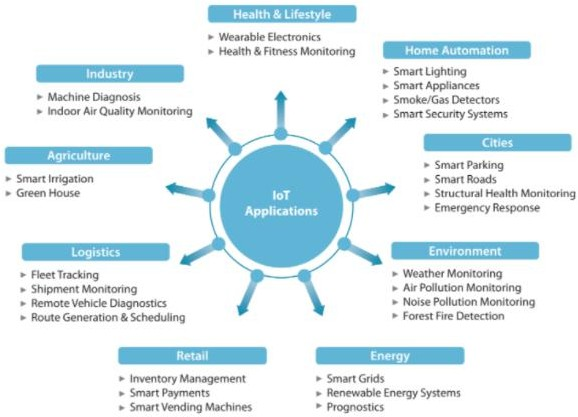 Health & Lifestyle
Wearable Electronics
Health & Fitness Monitoring
Home Automation
Smart Lighting
Smart Appliances
Smoke/Gas Detectors
Smart Security Systems
Cities
Smart Parking
Smart Roads
Structural Health Monitoring
Emergency Response
Environment
Weather Monitoring
Air Pollution Monitoring
Noise Pollution Monitoring
Forest Fire Detection
Energy
Smart Grids
Renewable Energy Systems
Prognostics
Retail
Inventory Management
Smart Payments
Smart Vending Machines
Logistics
Fleet Tracking
Shipment Monitoring
Remote Vehicle Diagnostics
Route Generation & Scheduling
Agriculture
Smart Irrigation
Green House
Industry
Machine Diagnosis
Indoor Air Quality Monitoring
IoT
Applications